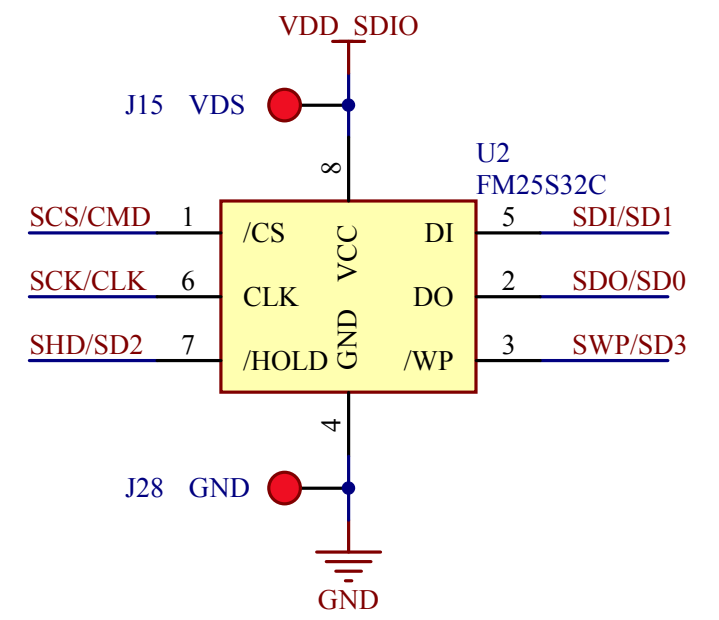 VDD_SDIO
J15 VDS
8
U2
FM25S32C
SCS/CMD 1 /CS VCC DI 5 SDI/SD1
SCK/CLK 6 CLK DO 2 SDO/SD0
SHD/SD2 7 /HOLD GND /WP 3 SWP/SD3
4
J28 GND
GND